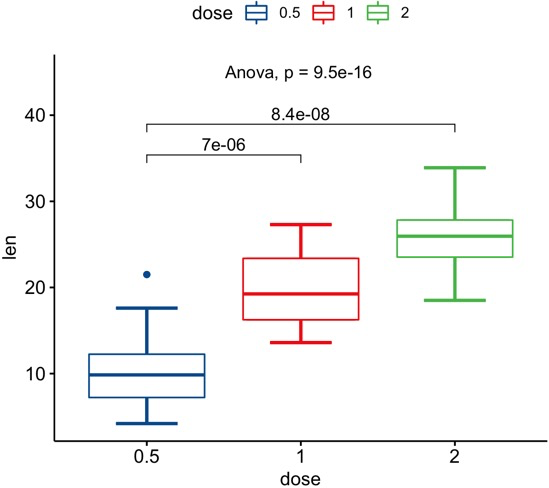 dose 0.5 1 2
Anova, p = 9.5e-16
8.4e-08
7e-06
40
30
20
10
len
0.5 1 2
dose